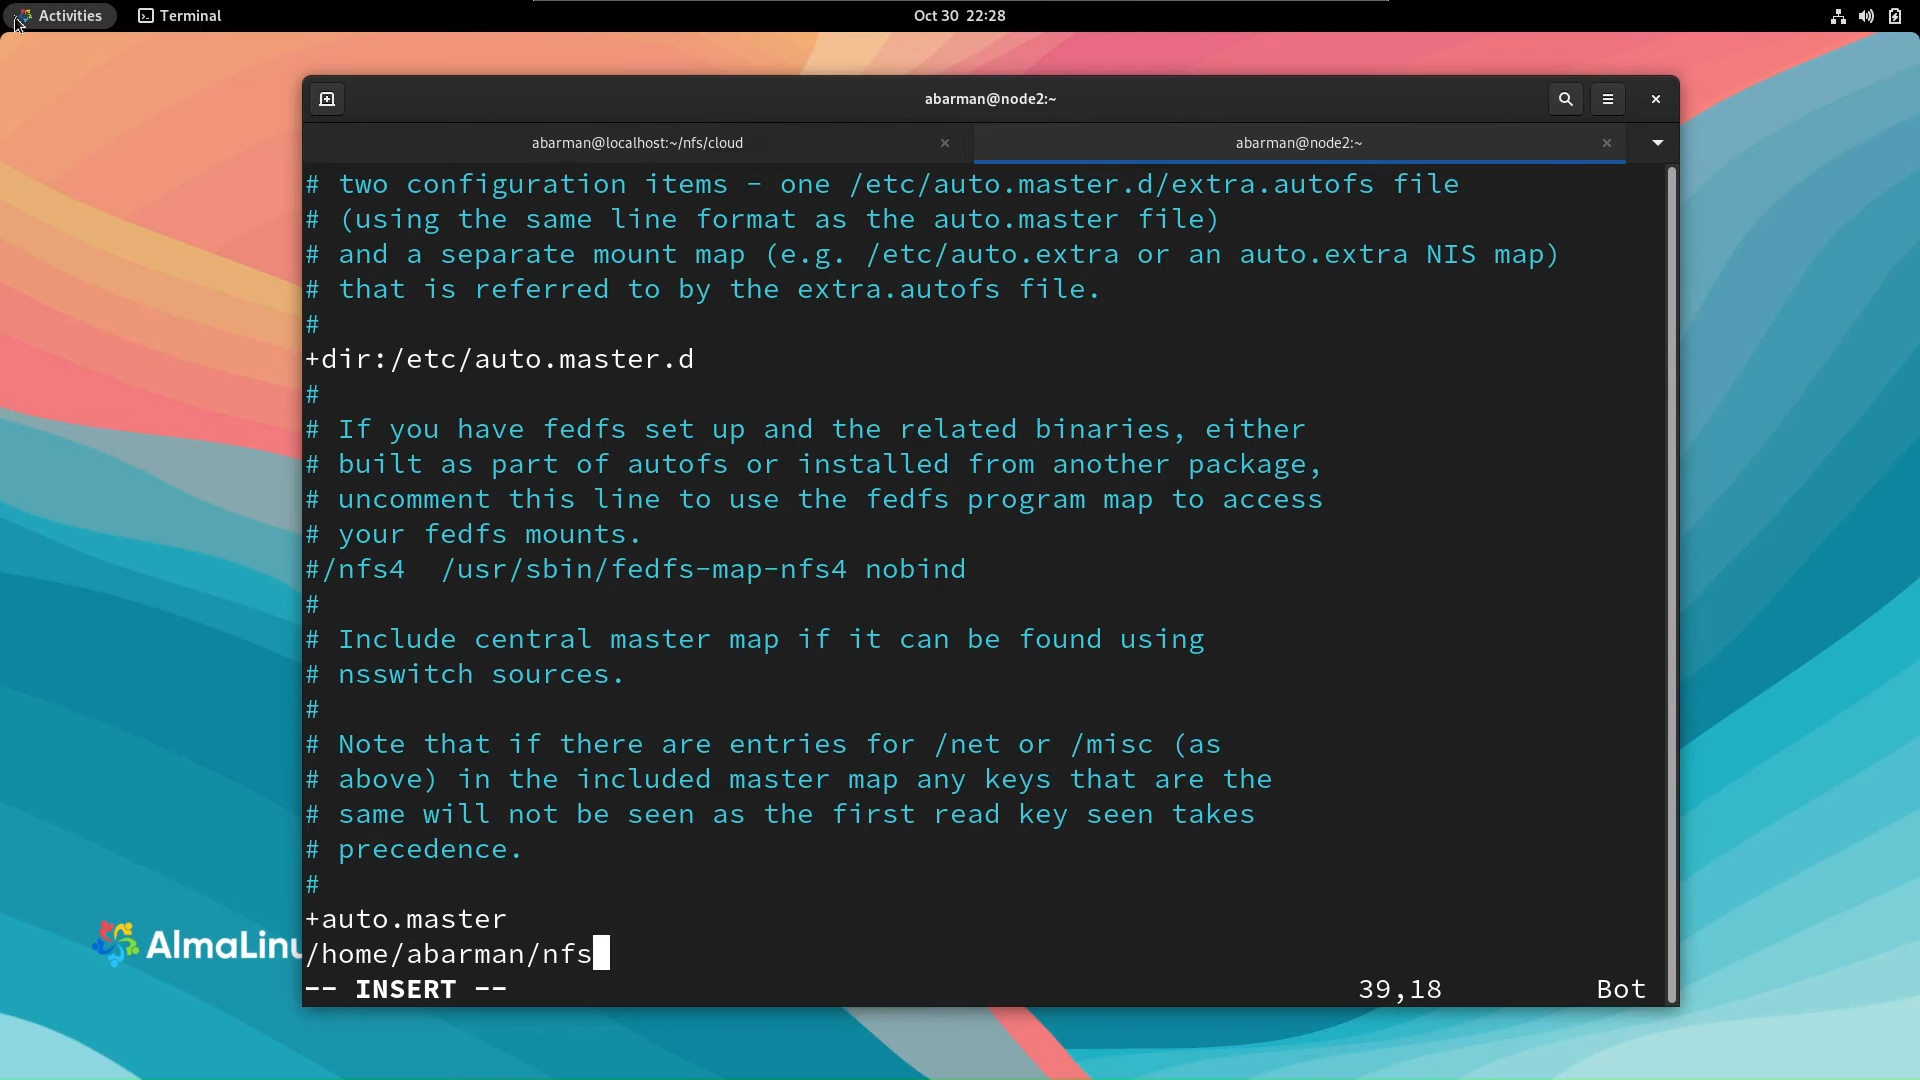 Activities
Terminal
Oct 30 22:28
abarman@node2:~
abarman@localhost:~/nfs/cloud
abarman@node2:~
# two configuration items - one /etc/auto.master.d/extra.autofs file
# (using the same line format as the auto.master file)
# and a separate mount map (e.g. /etc/auto.extra or an auto.extra NIS map)
# that is referred to by the extra.autofs file.
#
+dir:/etc/auto.master.d
#
# If you have fedfs set up and the related binaries, either
# built as part of autofs or installed from another package,
# uncomment this line to use the fedfs program map to access
# your fedfs mounts.
#/nfs4  /usr/sbin/fedfs-map-nfs4 nobind
#
# Include central master map if it can be found using
# nsswitch sources.
#
# Note that if there are entries for /net or /misc (as
# above) in the included master map any keys that are the
# same will not be seen as the first read key seen takes
# precedence.
#
+auto.master
/home/abarman/nfs
-- INSERT --
39,18
Bot
AlmaLinu